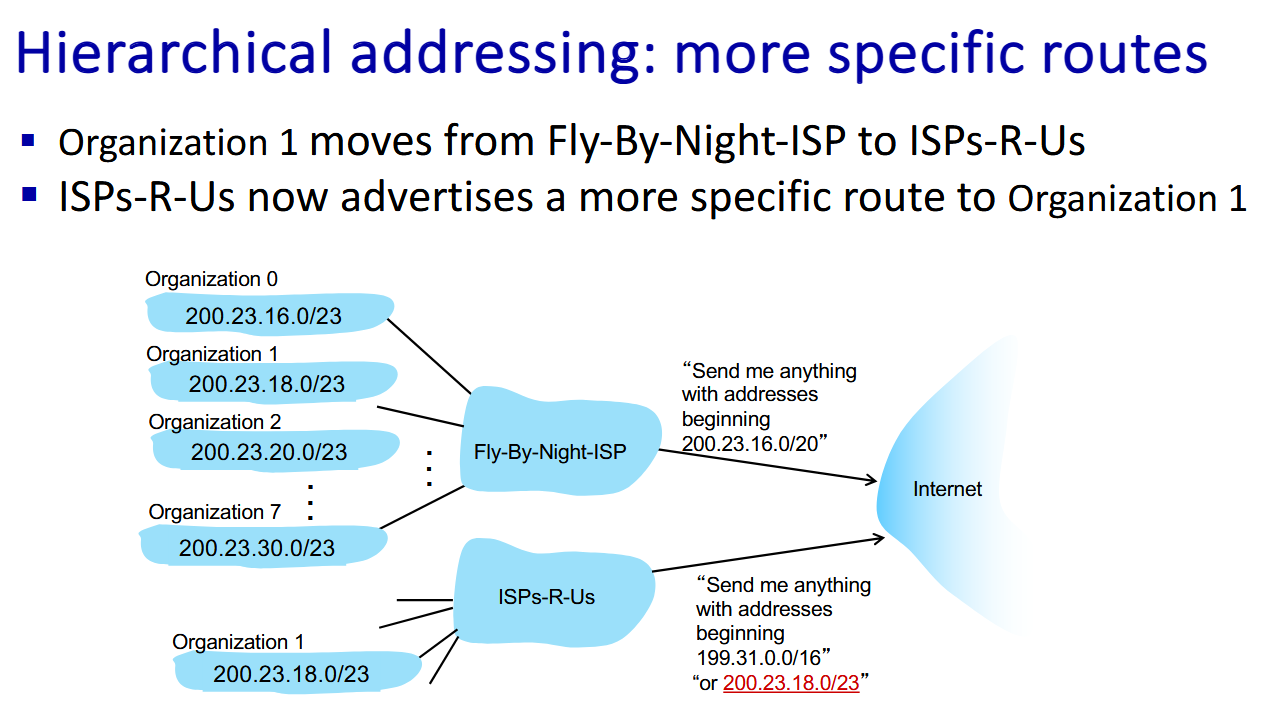 Hierarchical addressing: more specific routes
Organization 1 moves from Fly-By-Night-ISP to ISPs-R-Us
ISPs-R-Us now advertises a more specific route to Organization 1
Organization 0
200.23.16.0/23
Organization 1
200.23.18.0/23
Organization 2
200.23.20.0/23
Organization 7
200.23.30.0/23
Fly-By-Night-ISP
“Send me anything
with addresses
beginning
200.23.16.0/20”
Internet
ISPs-R-Us
Organization 1
200.23.18.0/23
“Send me anything
with addresses
beginning
199.31.0.0/16”
“or 200.23.18.0/23”